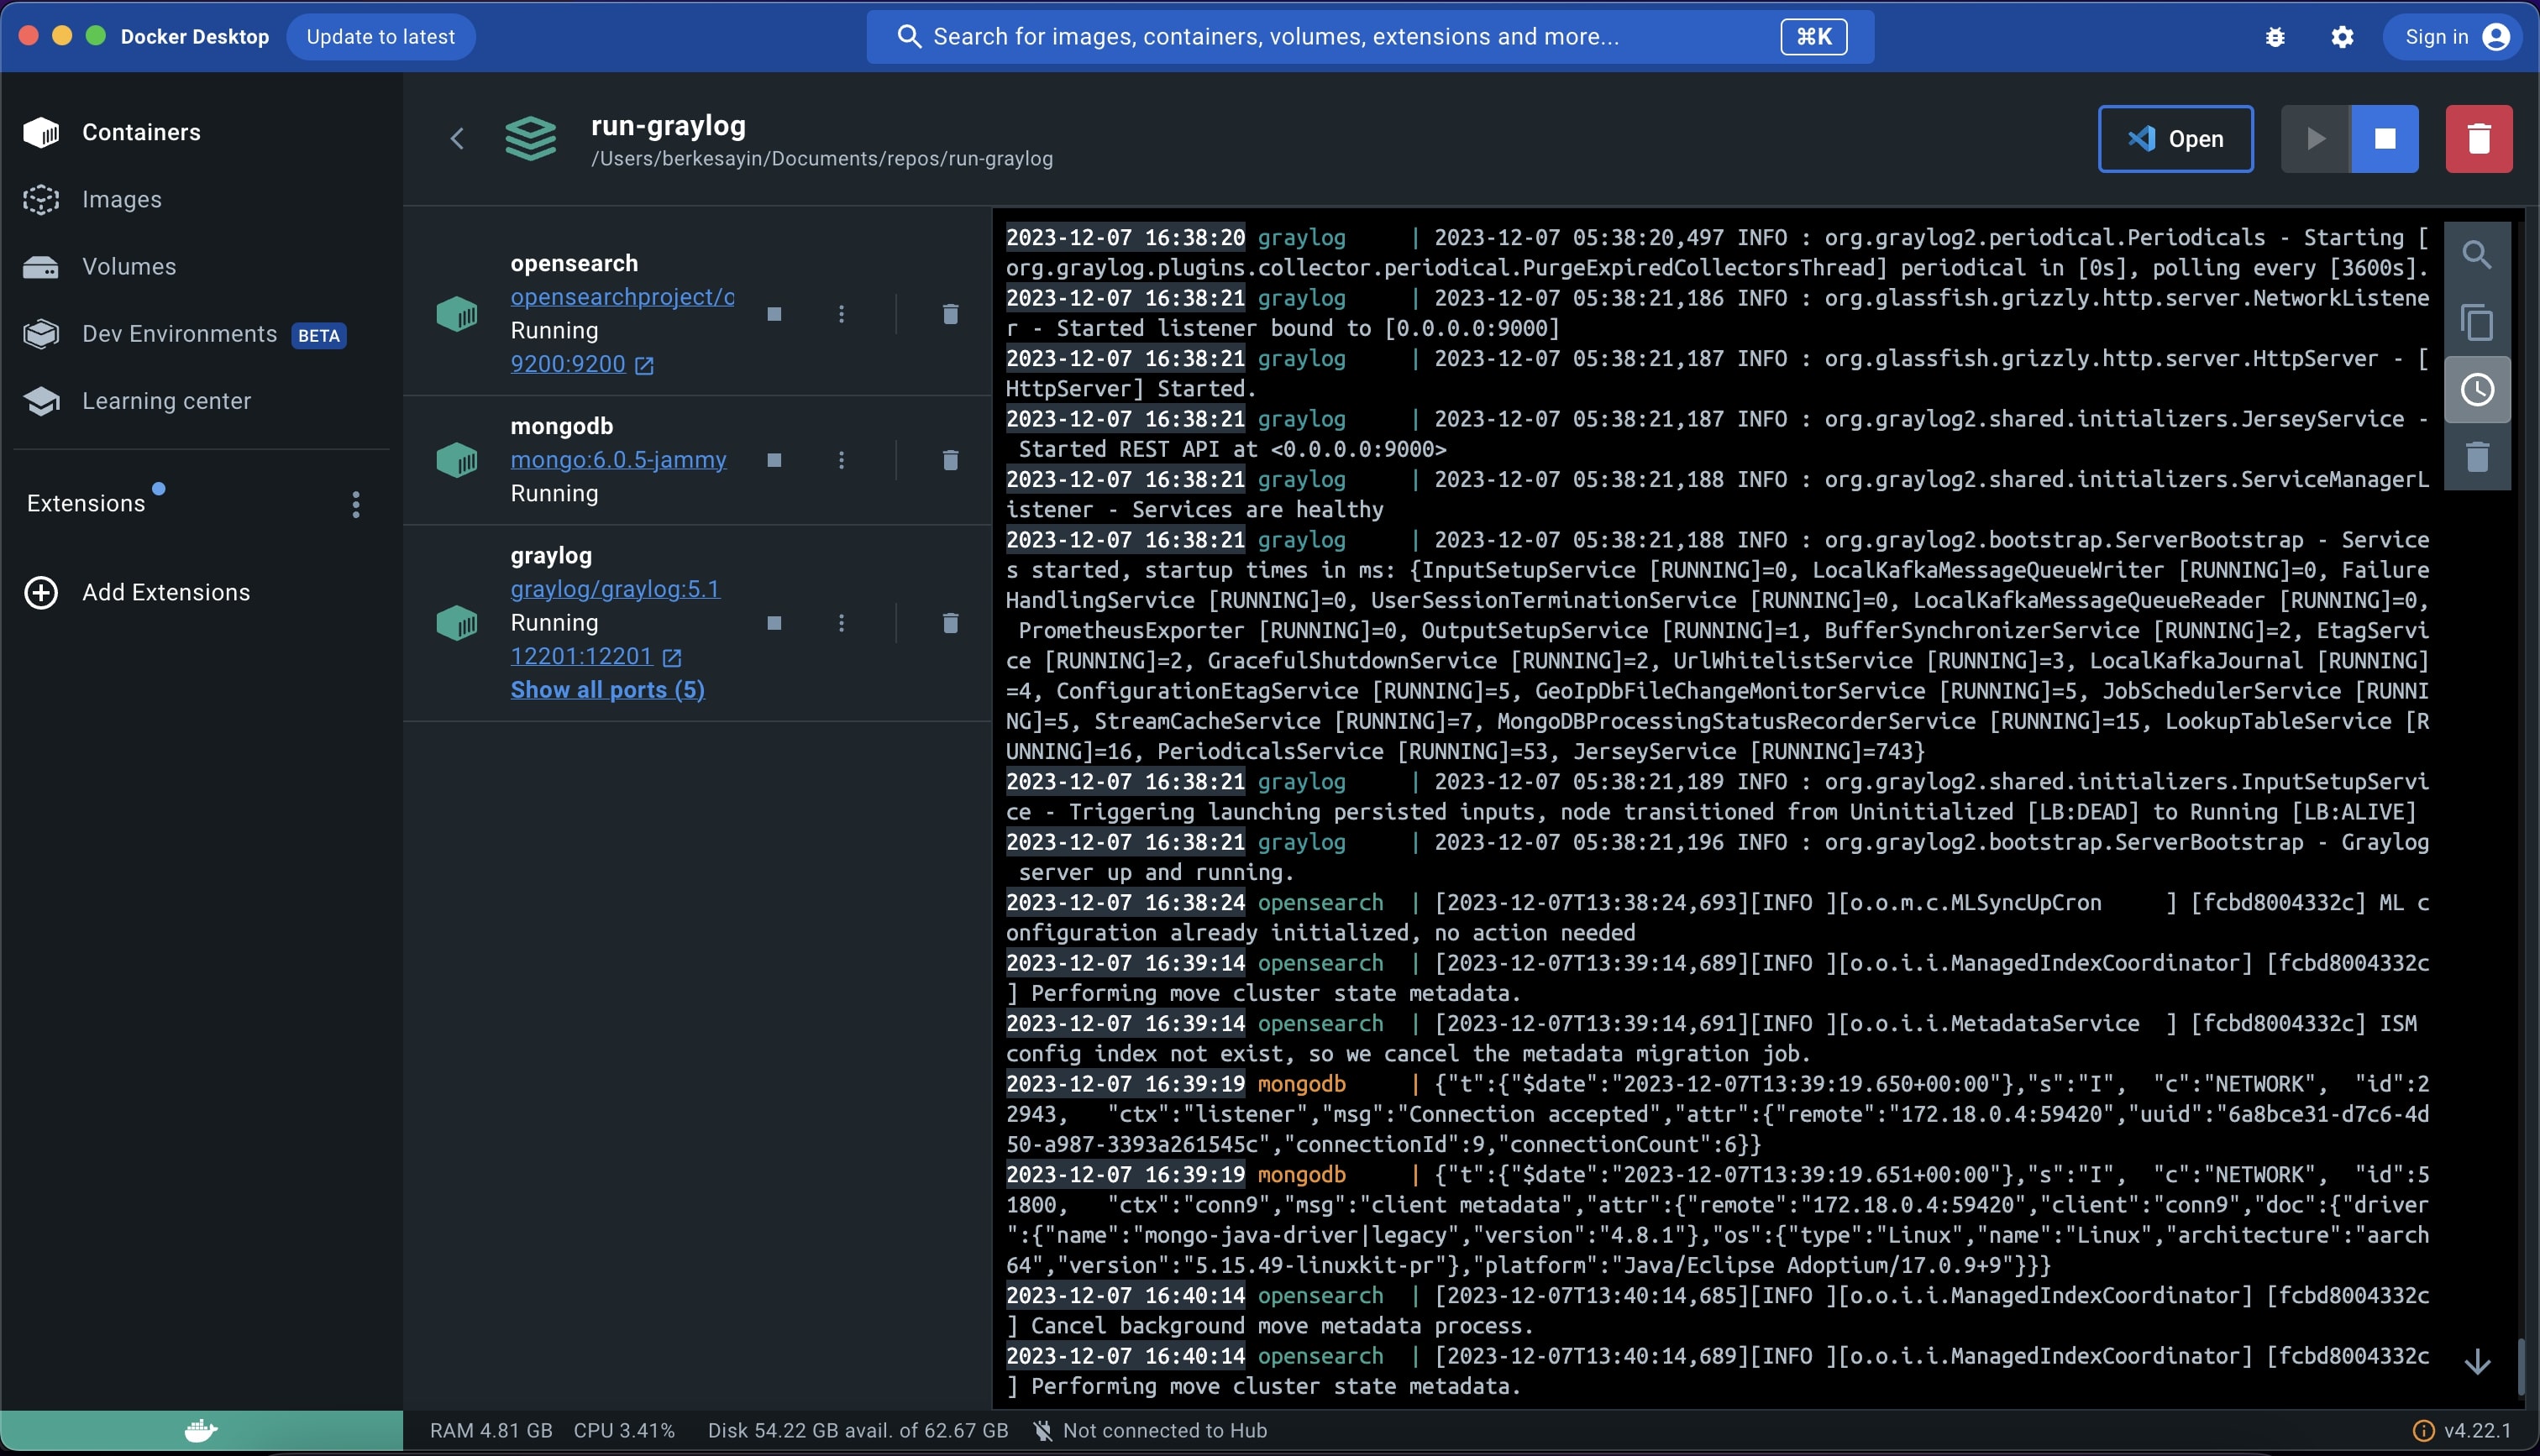 Docker Desktop
Update to latest
Search for images, containers, volumes, extensions and more...
⌘K
Sign in
Containers
Images
Volumes
Dev Environments BETA
Learning center
Extensions
Add Extensions
run-graylog
/Users/berkesayin/Documents/repos/run-graylog
Open
opensearch
opensearchproject/o
Running
9200:9200
mongodb
mongo:6.0.5-jammy
Running
graylog
graylog/graylog:5.1
Running
12201:12201
Show all ports (5)
2023-12-07 16:38:20 graylog | 2023-12-07 05:38:20,497 INFO : org.graylog2.periodical.Periodicals - Starting [
org.graylog.plugins.collector.periodical.PurgeExpiredCollectorsThread] periodical in [0s], polling every [3600s].
2023-12-07 16:38:21 graylog | 2023-12-07 05:38:21,186 INFO : org.glassfish.grizzly.http.server.NetworkListene
r - Started listener bound to [0.0.0.0:9000]
2023-12-07 16:38:21 graylog | 2023-12-07 05:38:21,187 INFO : org.glassfish.grizzly.http.server.HttpServer - [
HttpServer] Started.
2023-12-07 16:38:21 graylog | 2023-12-07 05:38:21,187 INFO : org.graylog2.shared.initializers.JerseyService -
Started REST API at <0.0.0.0:9000>
2023-12-07 16:38:21 graylog | 2023-12-07 05:38:21,188 INFO : org.graylog2.shared.initializers.ServiceManagerL
istener - Services are healthy
2023-12-07 16:38:21 graylog | 2023-12-07 05:38:21,188 INFO : org.graylog2.bootstrap.ServerBootstrap - Service
s started, startup times in ms: {InputSetupService [RUNNING]=0, LocalKafkaMessageQueueWriter [RUNNING]=0, Failure
HandlingService [RUNNING]=0, UserSessionTerminationService [RUNNING]=0, LocalKafkaMessageQueueReader [RUNNING]=0,
PrometheusExporter [RUNNING]=0, OutputSetupService [RUNNING]=1, BufferSynchronizerService [RUNNING]=2, EtagServi
ce [RUNNING]=2, GracefulShutdownService [RUNNING]=2, UrlWhitelistService [RUNNING]=3, LocalKafkaJournal [RUNNING]
=4, ConfigurationEtagService [RUNNING]=5, GeoIpDbFileChangeMonitorService [RUNNING]=5, JobSchedulerService [RUNNI
NG]=5, StreamCacheService [RUNNING]=7, MongoDBProcessingStatusRecorderService [RUNNING]=15, LookupTableService [R
UNNING]=16, PeriodicalsService [RUNNING]=53, JerseyService [RUNNING]=743}
2023-12-07 16:38:21 graylog | 2023-12-07 05:38:21,189 INFO : org.graylog2.shared.initializers.InputSetupServi
ce - Triggering launching persisted inputs, node transitioned from Uninitialized [LB:DEAD] to Running [LB:ALIVE]
2023-12-07 16:38:21 graylog | 2023-12-07 05:38:21,196 INFO : org.graylog2.bootstrap.ServerBootstrap - Graylog
server up and running.
2023-12-07 16:38:24 opensearch | [2023-12-07T13:38:24,693][INFO ][o.o.m.c.MLSyncUpCron ] [fcbd8004332c] ML c
onfiguration already initialized, no action needed
2023-12-07 16:39:14 opensearch | [2023-12-07T13:39:14,689][INFO ][o.o.i.i.ManagedIndexCoordinator] [fcbd8004332c
] Performing move cluster state metadata.
2023-12-07 16:39:14 opensearch | [2023-12-07T13:39:14,691][INFO ][o.o.i.i.MetadataService ] [fcbd8004332c] ISM
config index not exist, so we cancel the metadata migration job.
2023-12-07 16:39:19 mongodb | {"t":{"$date":"2023-12-07T13:39:19.650+00:00"},"s":"I", "c":"NETWORK", "id":2
2943, "ctx":"listener","msg":"Connection accepted","attr":{"remote":"172.18.0.4:59420","uuid":"6a8bce31-d7c6-4d
50-a987-3393a261545c","connectionId":9,"connectionCount":6}}
2023-12-07 16:39:19 mongodb | {"t":{"$date":"2023-12-07T13:39:19.651+00:00"},"s":"I", "c":"NETWORK", "id":5
1800, "ctx":"conn9","msg":"client metadata","attr":{"remote":"172.18.0.4:59420","client":"conn9","doc":{"driver
":{"name":"mongo-java-driver|legacy","version":"4.8.1"},"os":{"type":"Linux","name":"Linux","architecture":"aarch
64","version":"5.15.49-linuxkit-pr"},"platform":"Java/Eclipse Adoptium/17.0.9+9"}}}
2023-12-07 16:40:14 opensearch | [2023-12-07T13:40:14,685][INFO ][o.o.i.i.ManagedIndexCoordinator] [fcbd8004332c
] Cancel background move metadata process.
2023-12-07 16:40:14 opensearch | [2023-12-07T13:40:14,689][INFO ][o.o.i.i.ManagedIndexCoordinator] [fcbd8004332c
] Performing move cluster state metadata.
RAM 4.81 GB CPU 3.41% Disk 54.22 GB avail. of 62.67 GB Not connected to Hub
v4.22.1